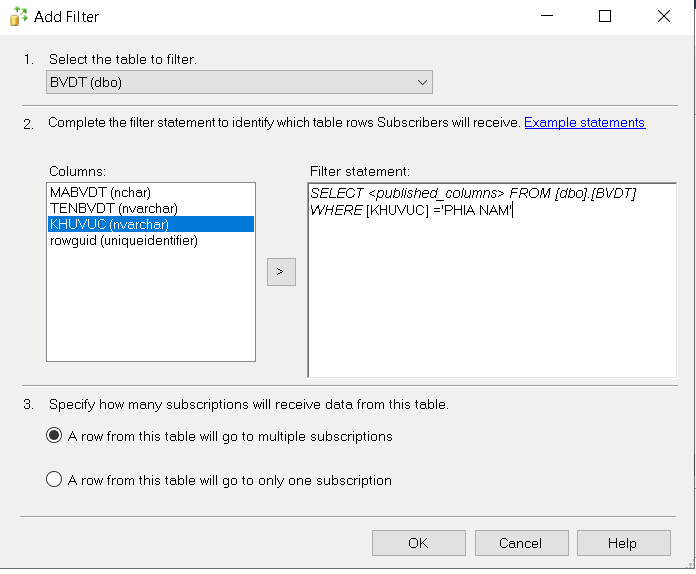 Add Filter
1. Select the table to filter.
BVDT (dbo)
2. Complete the filter statement to identify which table rows Subscribers will receive. Example statements
Columns:
MABVDT (nchar)
TENBVDT (nvarchar)
KHUVUC (nvarchar)
rowguid (uniqueidentifier)
>
Filter statement:
SELECT <published_columns> FROM [dbo].[BVDT]
WHERE [KHUVUC] ='PHIA NAM'
3. Specify how many subscriptions will receive data from this table.
A row from this table will go to multiple subscriptions
A row from this table will go to only one subscription
OK Cancel Help